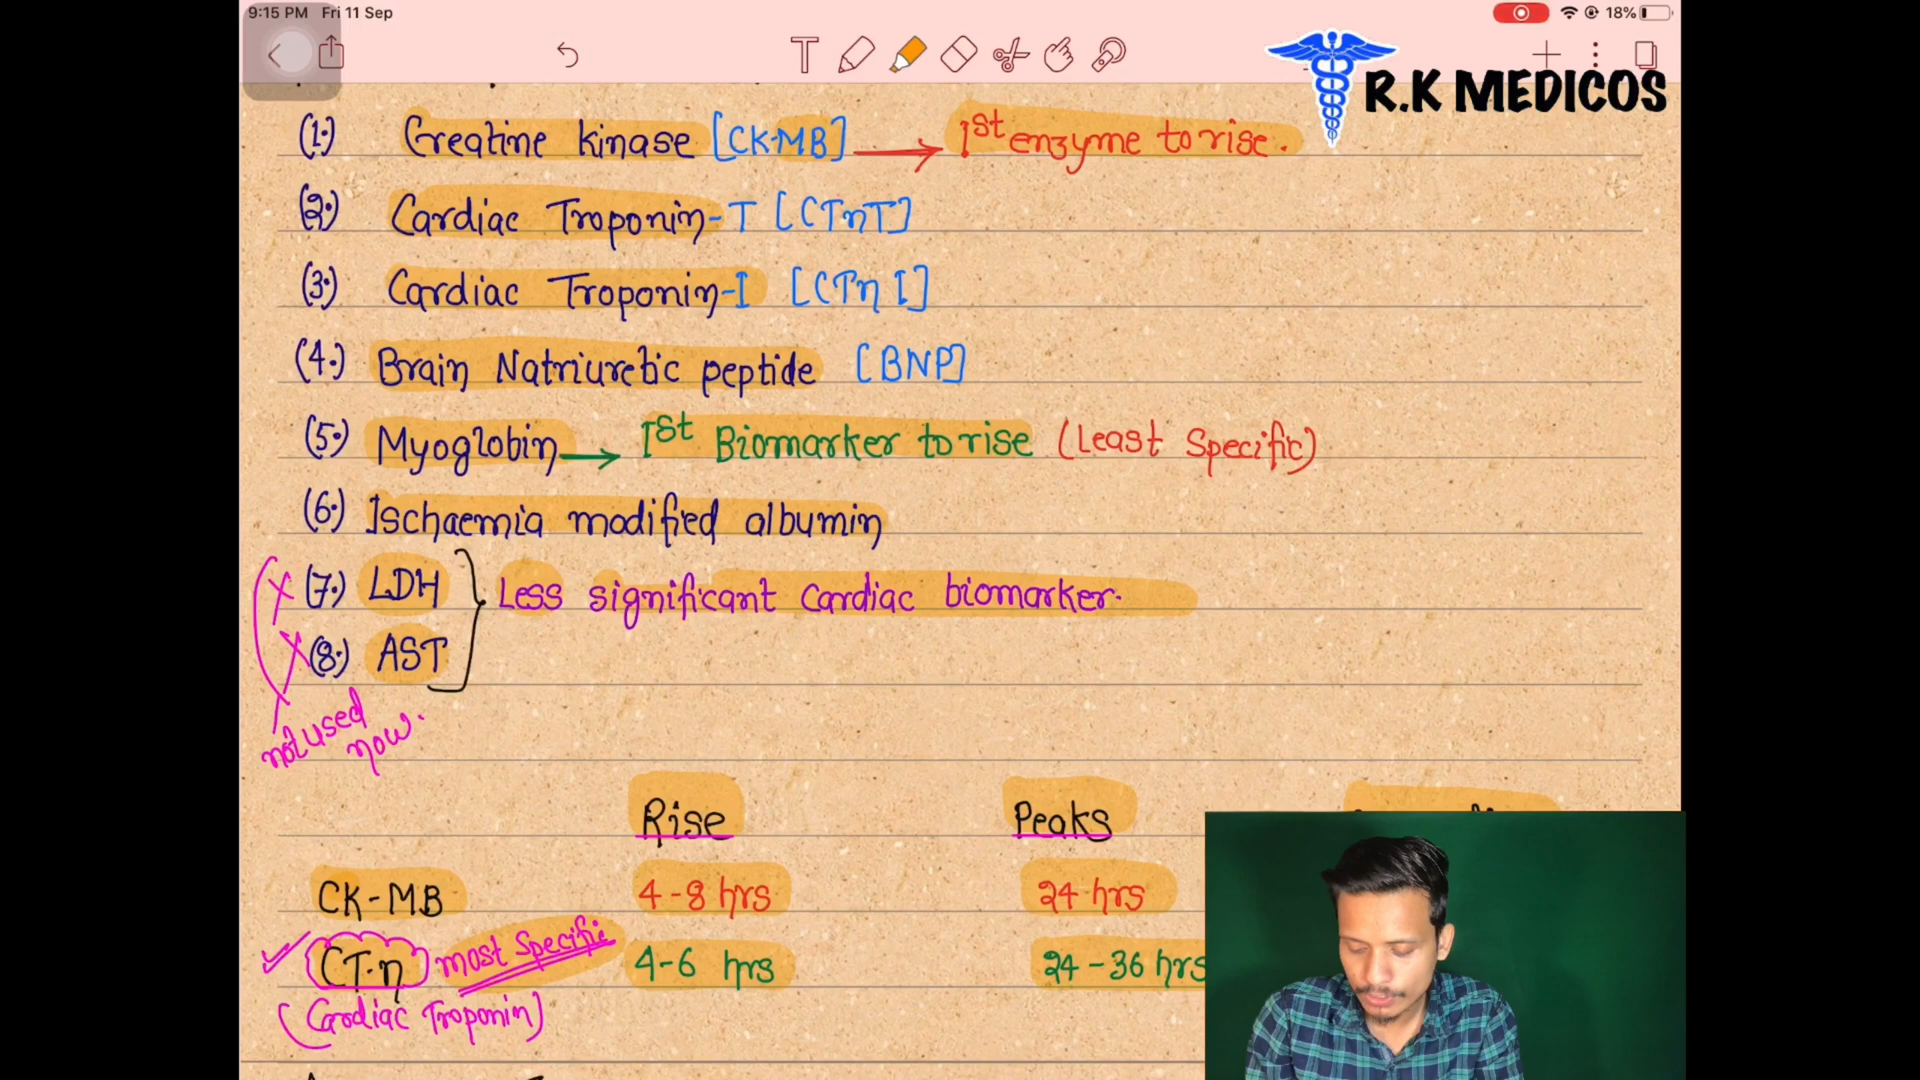 9:15 PM Fri 11 Sep
18%
R.K MEDICOS
(1.) Creatine kinase [CK-MB] → 1st enzyme to rise.
(2.) Cardiac Troponin-T [CTnT]
(3.) Cardiac Troponin-I [CTn I]
(4.) Brain Natriuretic peptide [BNP]
(5.) Myoglobin → 1st Biomarker to rise (Least Specific)
(6.) Ischaemia modified albumin
(7.) LDH } Less significant Cardiac biomarker.
(8.) AST
not used now.
Rise Peaks
CK-MB 4-8 hrs 24 hrs
CT.n most Specific 4-6 hrs 24-36 hrs
(Cardiac Troponin)